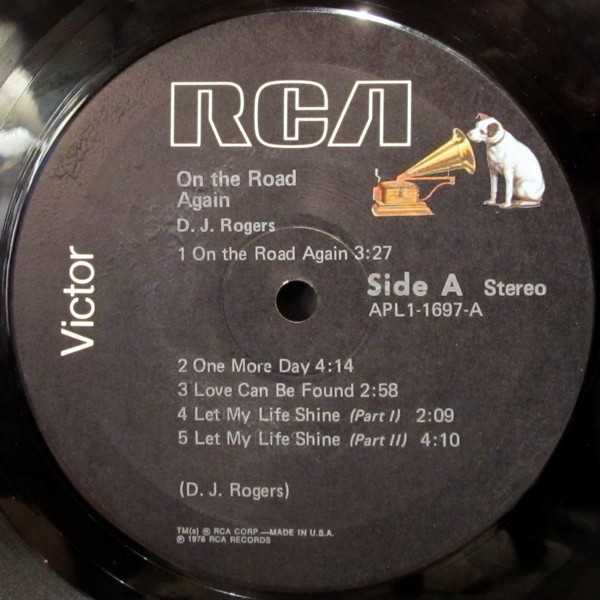 RCA
On the Road
Again
D. J. Rogers
1 On the Road Again 3:27
Side A Stereo
APL1-1697-A
Victor
2 One More Day 4:14
3 Love Can Be Found 2:58
4 Let My Life Shine (Part I) 2:09
5 Let My Life Shine (Part II) 4:10
(D. J. Rogers)
TM(s) ® RCA CORP.—MADE IN U.S.A.
℗ 1976 RCA RECORDS